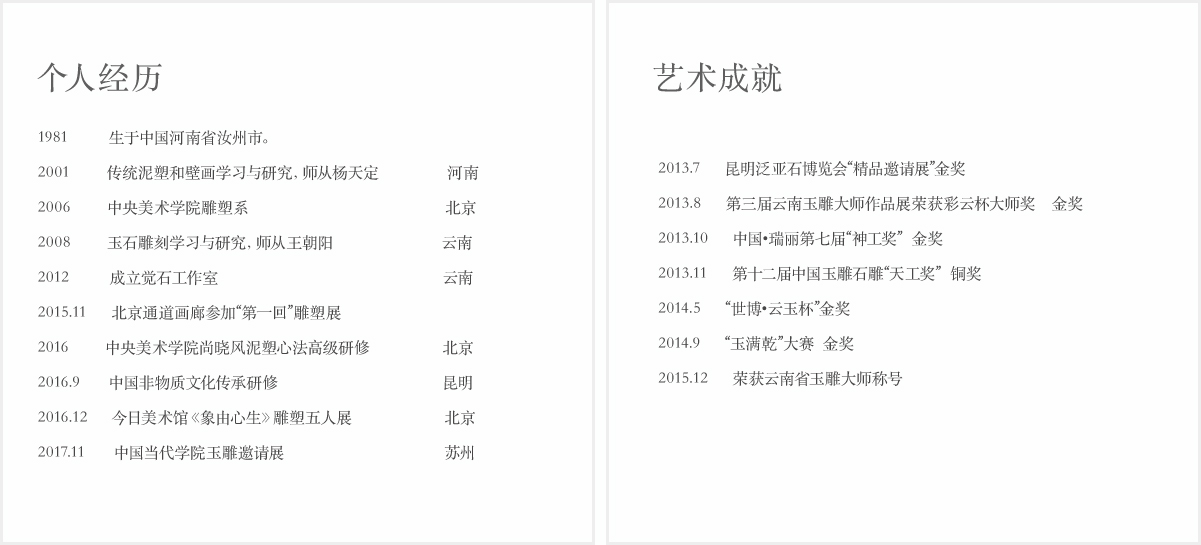 个人经历
1981 生于中国河南省汝州市。
2001 传统泥塑和壁画学习与研究，师从杨天定 河南
2006 中央美术学院雕塑系 北京
2008 玉石雕刻学习与研究，师从王朝阳 云南
2012 成立觉石工作室 云南
2015.11 北京通道画廊参加“第一回”雕塑展
2016 中央美术学院尚晓风泥塑心法高级研修 北京
2016.9 中国非物质文化传承研修 昆明
2016.12 今日美术馆《象由心生》雕塑五人展 北京
2017.11 中国当代学院玉雕邀请展 苏州
艺术成就
2013.7 昆明泛亚石博览会“精品邀请展”金奖
2013.8 第三届云南玉雕大师作品展荣获彩云杯大师奖 金奖
2013.10 中国•瑞丽第七届“神工奖” 金奖
2013.11 第十二届中国玉雕石雕“天工奖” 铜奖
2014.5 “世博•云玉杯”金奖
2014.9 “玉满乾”大赛 金奖
2015.12 荣获云南省玉雕大师称号